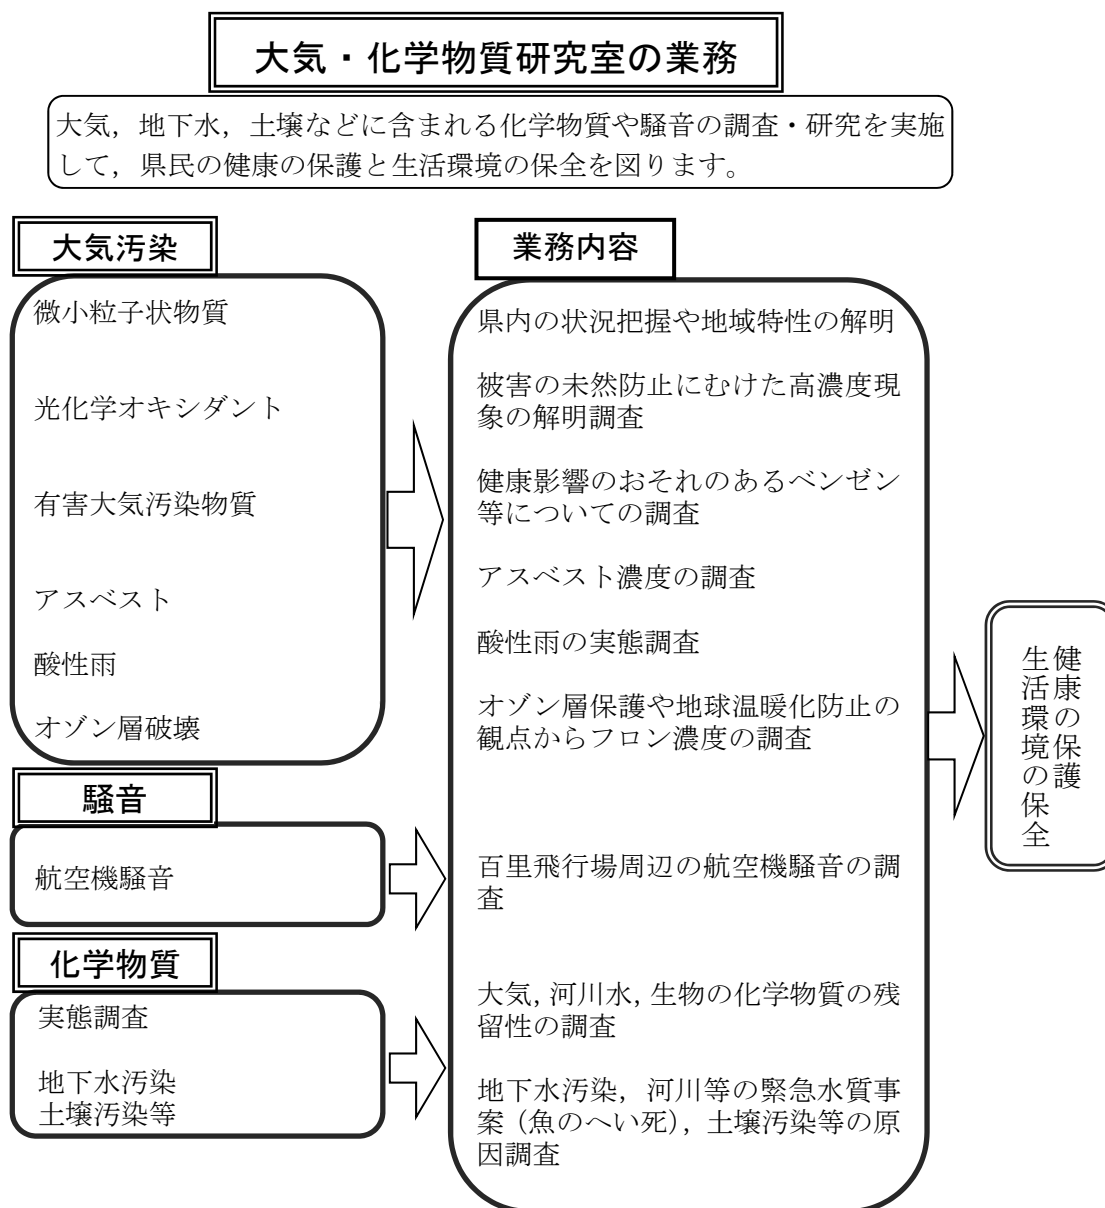 大気・化学物質研究室の業務
大気，地下水，土壌などに含まれる化学物質や騒音の調査・研究を実施
して，県民の健康の保護と生活環境の保全を図ります。
大気汚染
微小粒子状物質
光化学オキシダント
有害大気汚染物質
アスベスト
酸性雨
オゾン層破壊
騒音
航空機騒音
化学物質
実態調査
地下水汚染
土壌汚染等
業務内容
県内の状況把握や地域特性の解明
被害の未然防止にむけた高濃度現
象の解明調査
健康影響のおそれのあるベンゼン
等についての調査
アスベスト濃度の調査
酸性雨の実態調査
オゾン層保護や地球温暖化防止の
観点からフロン濃度の調査
百里飛行場周辺の航空機騒音の調
査
大気，河川水，生物の化学物質の残
留性の調査
地下水汚染，河川等の緊急水質事
案（魚のへい死），土壌汚染等の原
因調査
健康の保護
生活環境の保全